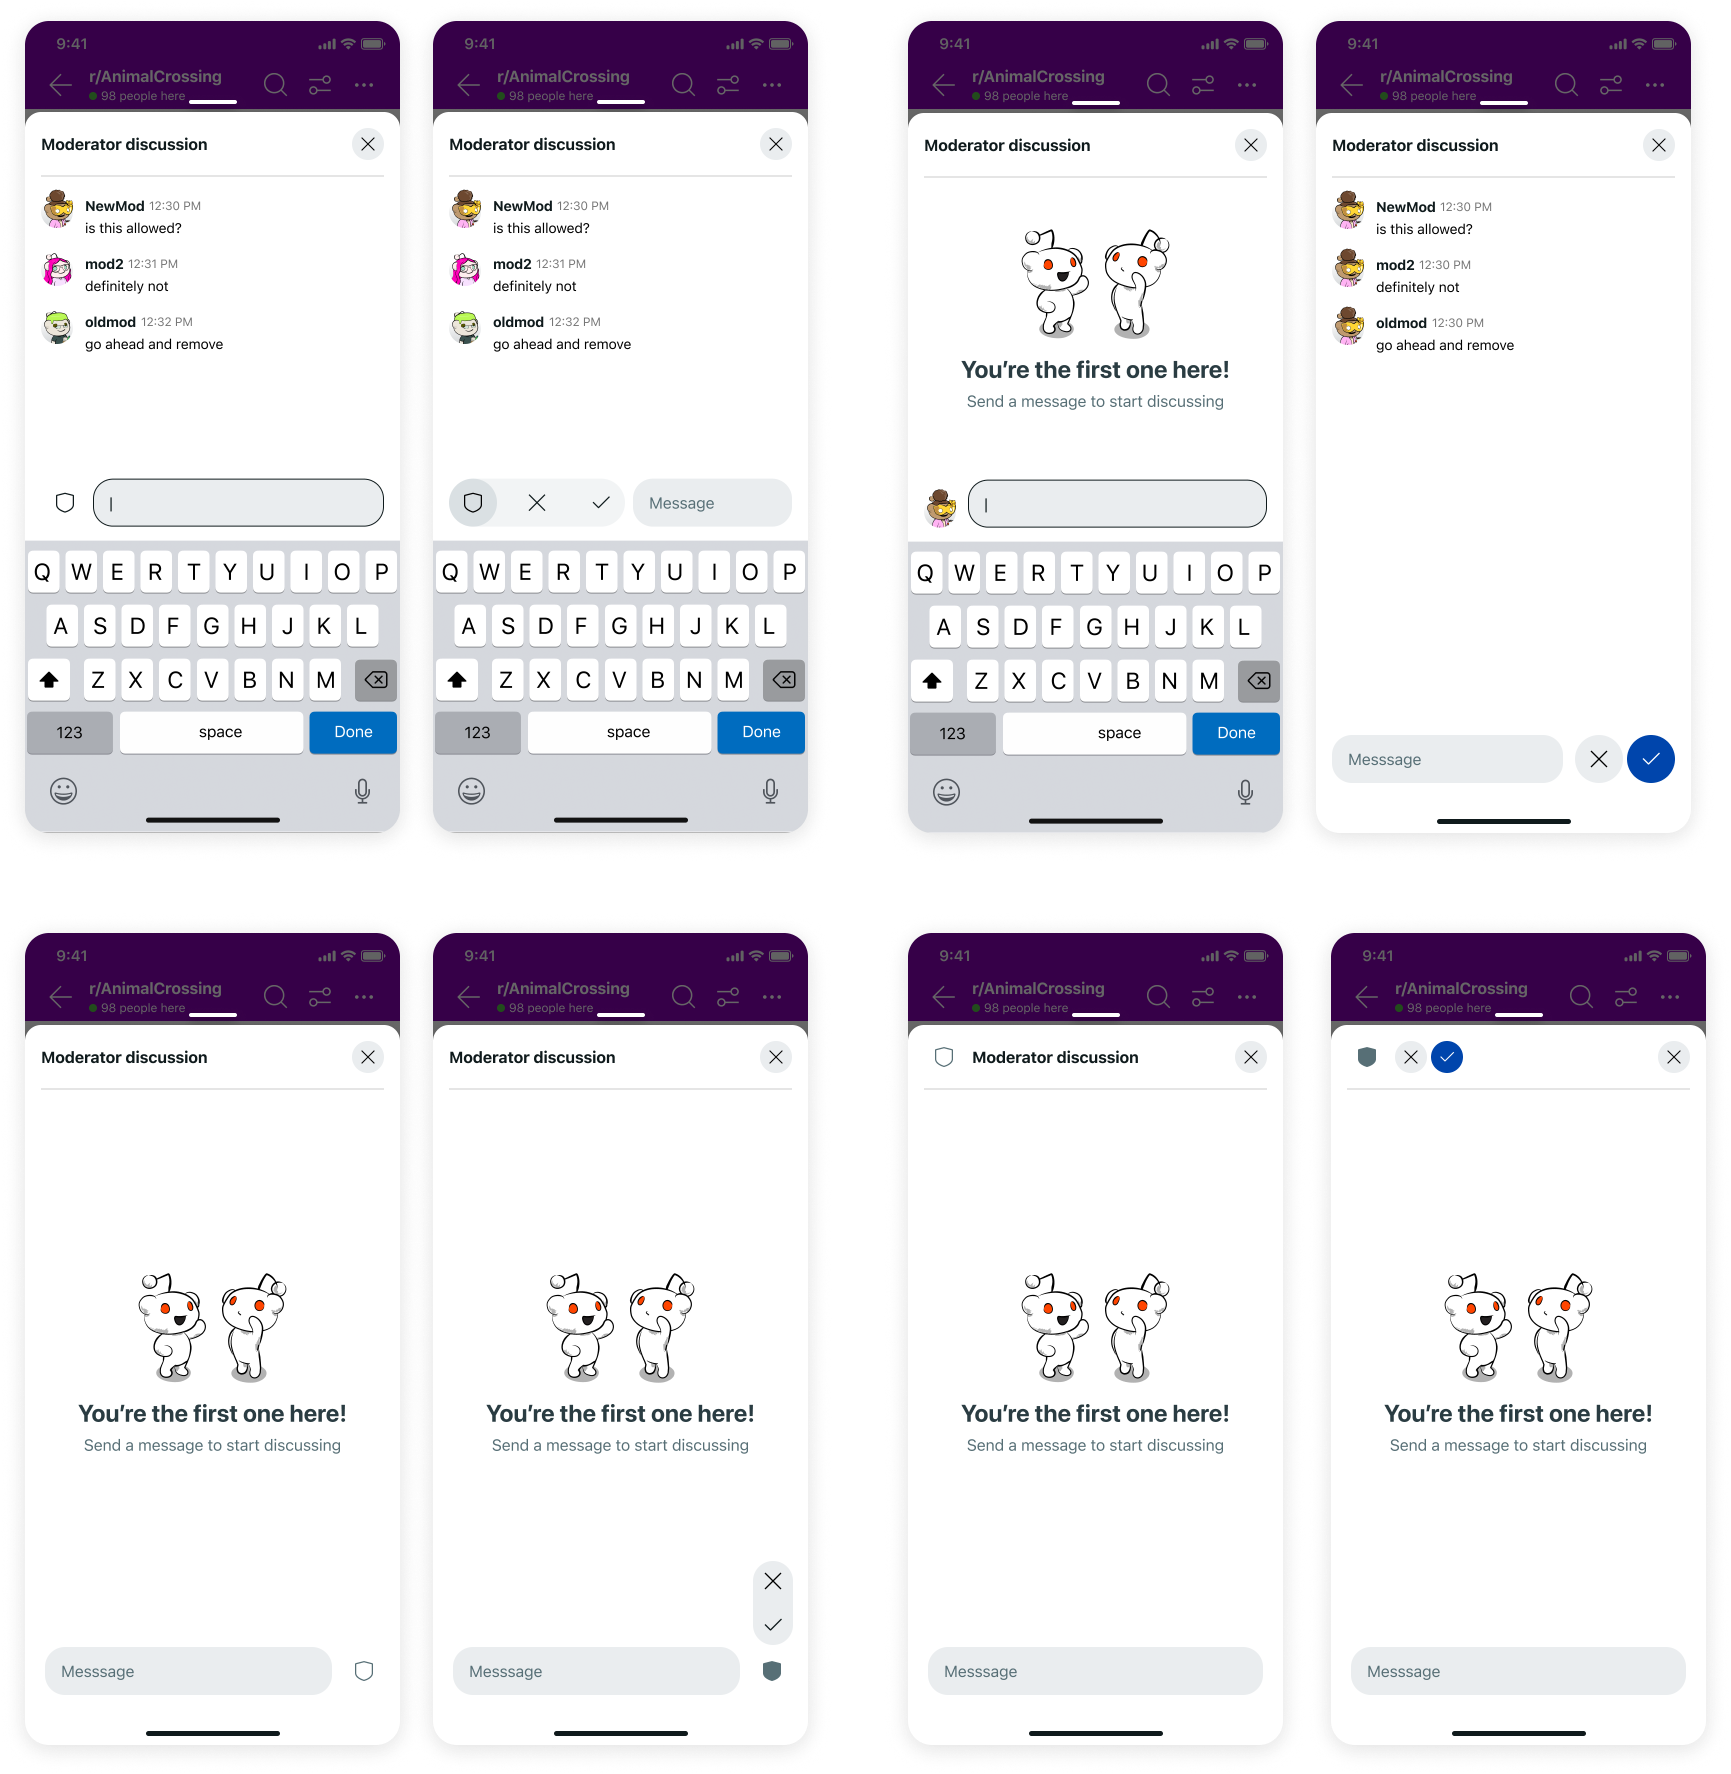 9:41
r/AnimalCrossing
98 people here
Moderator discussion
NewMod 12:30 PM
is this allowed?
mod2 12:31 PM
definitely not
oldmod 12:32 PM
go ahead and remove
Q W E R T Y U I O P
A S D F G H J K L
Z X C V B N M
123 space Done
9:41
r/AnimalCrossing
98 people here
Moderator discussion
NewMod 12:30 PM
is this allowed?
mod2 12:31 PM
definitely not
oldmod 12:32 PM
go ahead and remove
Message
Q W E R T Y U I O P
A S D F G H J K L
Z X C V B N M
123 space Done
9:41
r/AnimalCrossing
98 people here
Moderator discussion
You're the first one here!
Send a message to start discussing
Q W E R T Y U I O P
A S D F G H J K L
Z X C V B N M
123 space Done
9:41
r/AnimalCrossing
98 people here
Moderator discussion
NewMod 12:30 PM
is this allowed?
mod2 12:30 PM
definitely not
oldmod 12:30 PM
go ahead and remove
Messsage
9:41
r/AnimalCrossing
98 people here
Moderator discussion
You're the first one here!
Send a message to start discussing
Messsage
9:41
r/AnimalCrossing
98 people here
Moderator discussion
You're the first one here!
Send a message to start discussing
Messsage
9:41
r/AnimalCrossing
98 people here
Moderator discussion
You're the first one here!
Send a message to start discussing
Messsage
9:41
r/AnimalCrossing
98 people here
You're the first one here!
Send a message to start discussing
Messsage